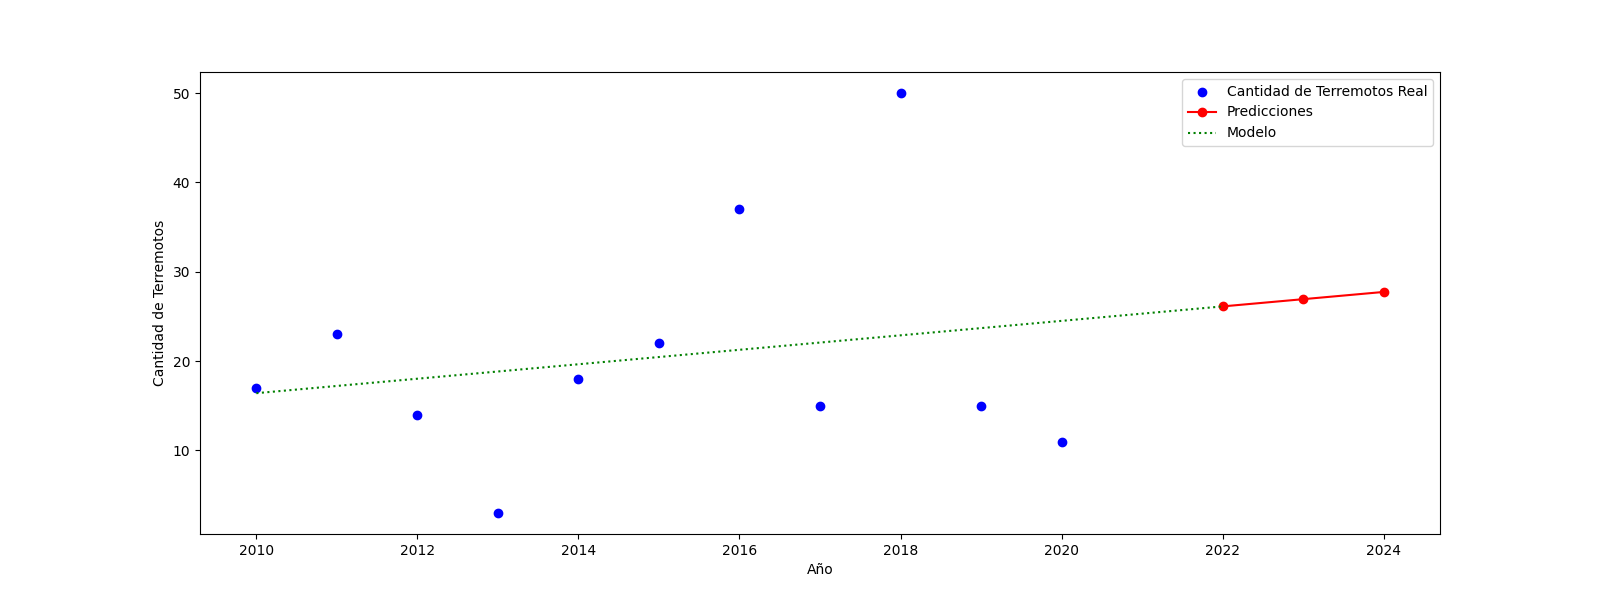 Cantidad de Terremotos Real
Predicciones
Modelo
50
40
30
20
10
Cantidad de Terremotos
2010 2012 2014 2016 2018 2020 2022 2024
Año